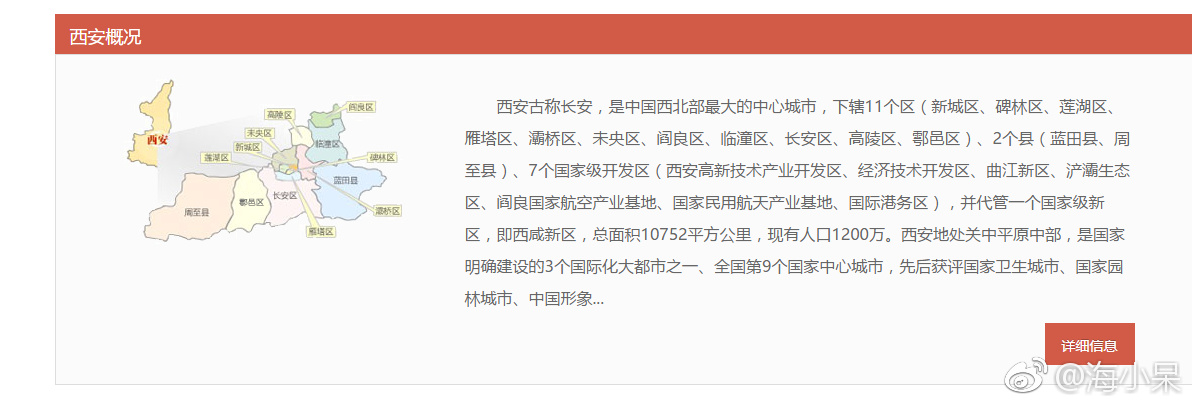 西安概况
西安
高陵区
阎良区
未央区
新城区
莲湖区
临潼区
碑林区
蓝田县
周至县
鄠邑区
长安区
灞桥区
雁塔区
西安古称长安，是中国西北部最大的中心城市，下辖11个区（新城区、碑林区、莲湖区、
雁塔区、灞桥区、未央区、阎良区、临潼区、长安区、高陵区、鄠邑区）、2个县（蓝田县、周
至县）、7个国家级开发区（西安高新技术产业开发区、经济技术开发区、曲江新区、浐灞生态
区、阎良国家航空产业基地、国家民用航天产业基地、国际港务区），并代管一个国家级新
区，即西咸新区，总面积10752平方公里，现有人口1200万。西安地处关中平原中部，是国家
明确建设的3个国际化大都市之一、全国第9个国家中心城市，先后获评国家卫生城市、国家园
林城市、中国形象...
详细信息
@海小呆